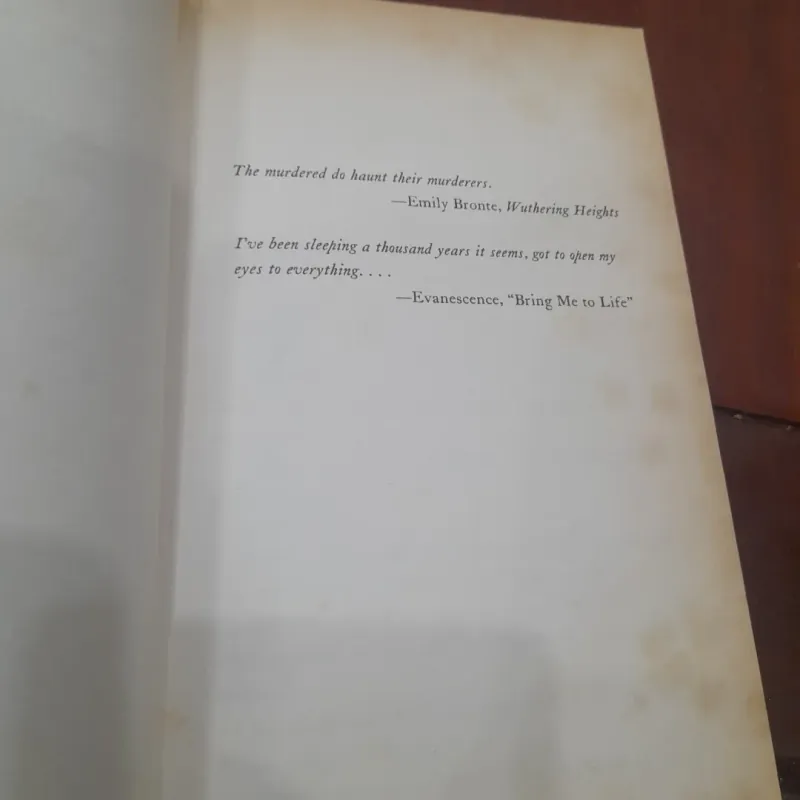 The murdered do haunt their murderers.
—Emily Bronte, Wuthering Heights
I've been sleeping a thousand years it seems, got to open my
eyes to everything. . . .
—Evanescence, “Bring Me to Life”